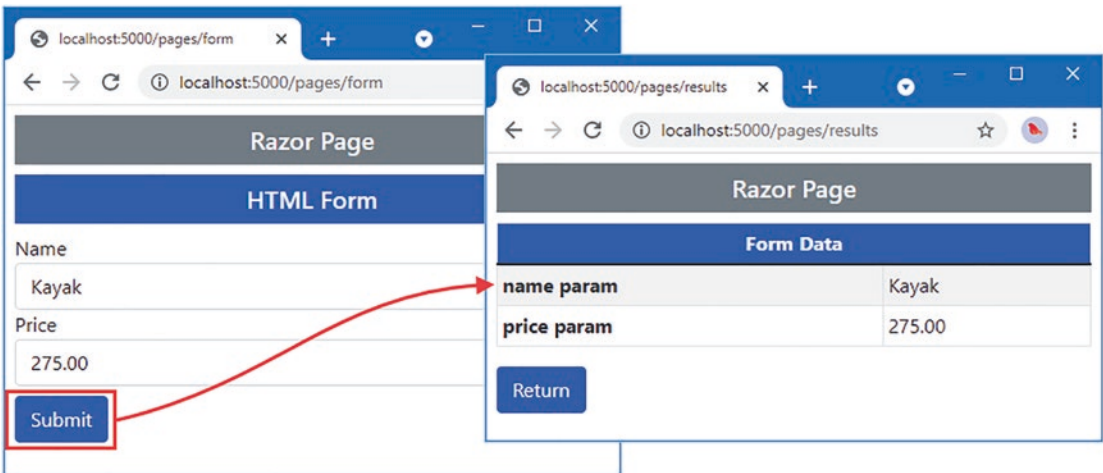 localhost:5000/pages/form
localhost:5000/pages/form
Razor Page
HTML Form
Name
Kayak
Price
275.00
Submit
localhost:5000/pages/results
localhost:5000/pages/results
Razor Page
Form Data
name param Kayak
price param 275.00
Return